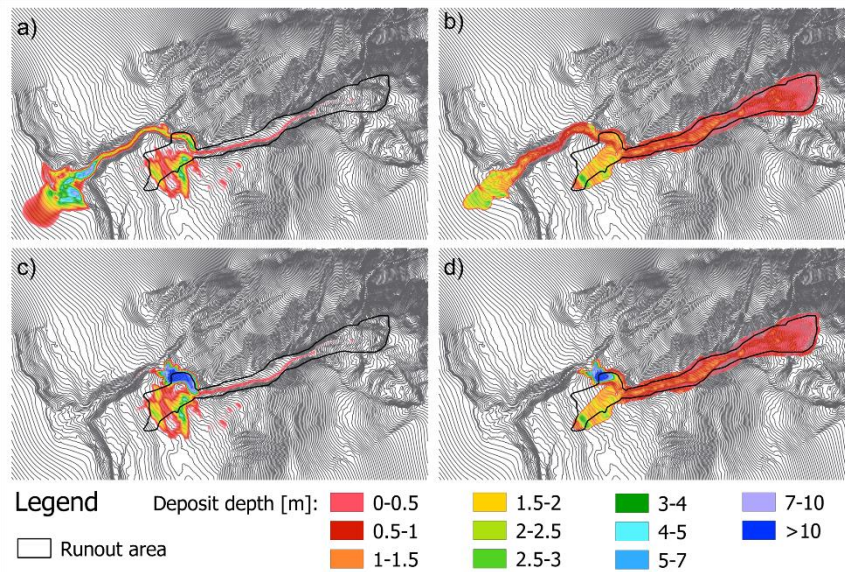 a)
b)
c)
d)
Legend Deposit depth [m]: 0-0.5 1.5-2 3-4 7-10
0.5-1 2-2.5 4-5 >10
Runout area 1-1.5 2.5-3 5-7